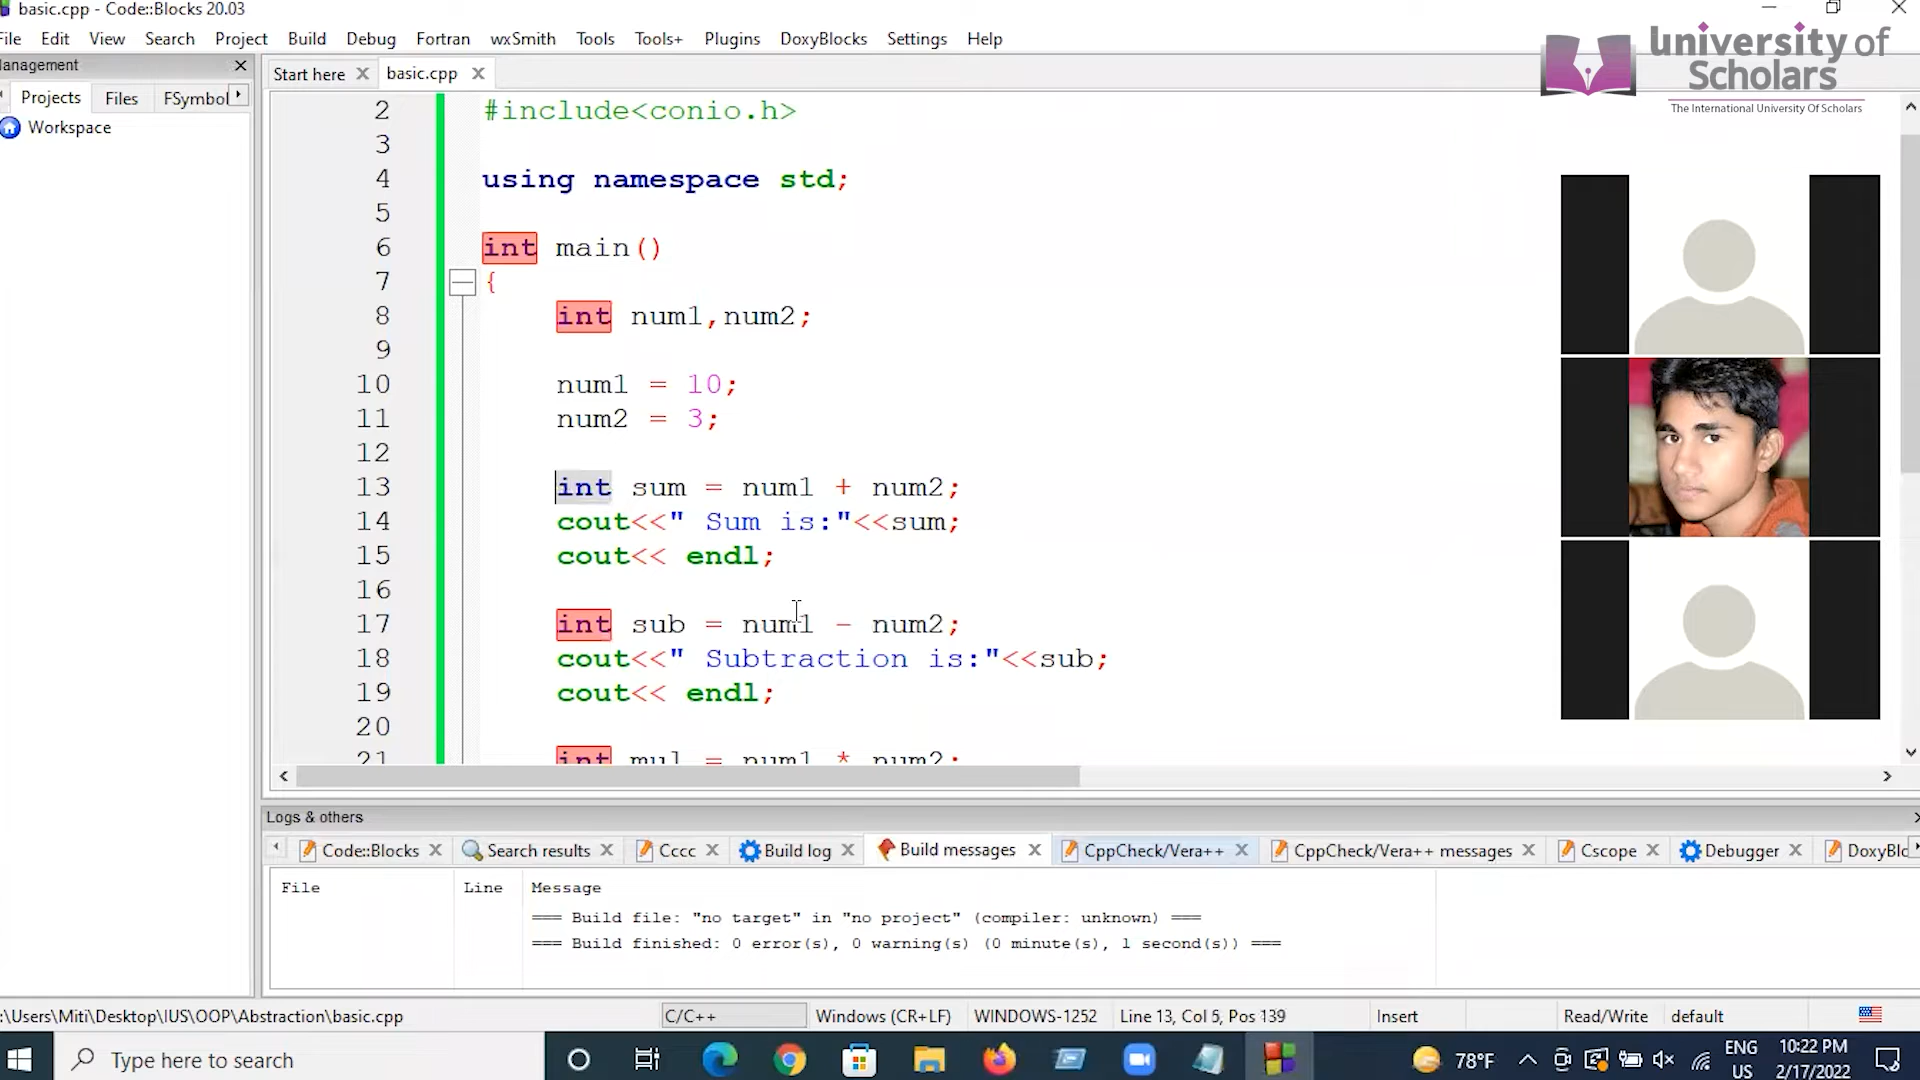 basic.cpp - Code::Blocks 20.03
File Edit View Search Project Build Debug Fortran wxSmith Tools Tools+ Plugins DoxyBlocks Settings Help
university of
Scholars
The International University Of Scholars
anagement
Start here basic.cpp
Projects Files FSymbol
Workspace
2 #include<conio.h>
3
4 using namespace std;
5
6 int main()
7 {
8 int num1,num2;
9
10 num1 = 10;
11 num2 = 3;
12
13 int sum = num1 + num2;
14 cout<<" Sum is:"<<sum;
15 cout<< endl;
16
17 int sub = num1 - num2;
18 cout<<" Subtraction is:"<<sub;
19 cout<< endl;
20
21 int mul = num1 * num2;
Logs & others
Code::Blocks Search results Cccc Build log Build messages CppCheck/Vera++ CppCheck/Vera++ messages Cscope Debugger DoxyBlc
File Line Message
=== Build file: "no target" in "no project" (compiler: unknown) ===
=== Build finished: 0 error(s), 0 warning(s) (0 minute(s), 1 second(s)) ===
:\Users\Miti\Desktop\IUS\OOP\Abstraction\basic.cpp C/C++ Windows (CR+LF) WINDOWS-1252 Line 13, Col 5, Pos 139 Insert Read/Write default
Type here to search
78°F
ENG
US
10:22 PM
2/17/2022